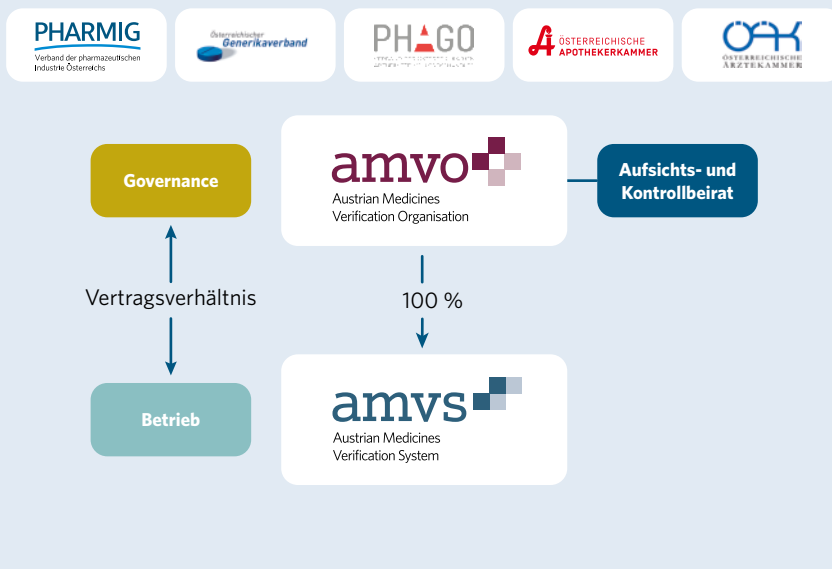 PHARMIG
Verband der pharmazeutischen
Industrie Österreichs
Österreichischer
Generikaverband
PHAGO
ÖSTERREICHISCHE
APOTHEKERKAMMER
ÖAK
ÖSTERREICHISCHE
ÄRZTEKAMMER
Governance
amvo
Austrian Medicines
Verification Organisation
Aufsichts- und
Kontrollbeirat
Vertragsverhältnis
100 %
Betrieb
amvs
Austrian Medicines
Verification System